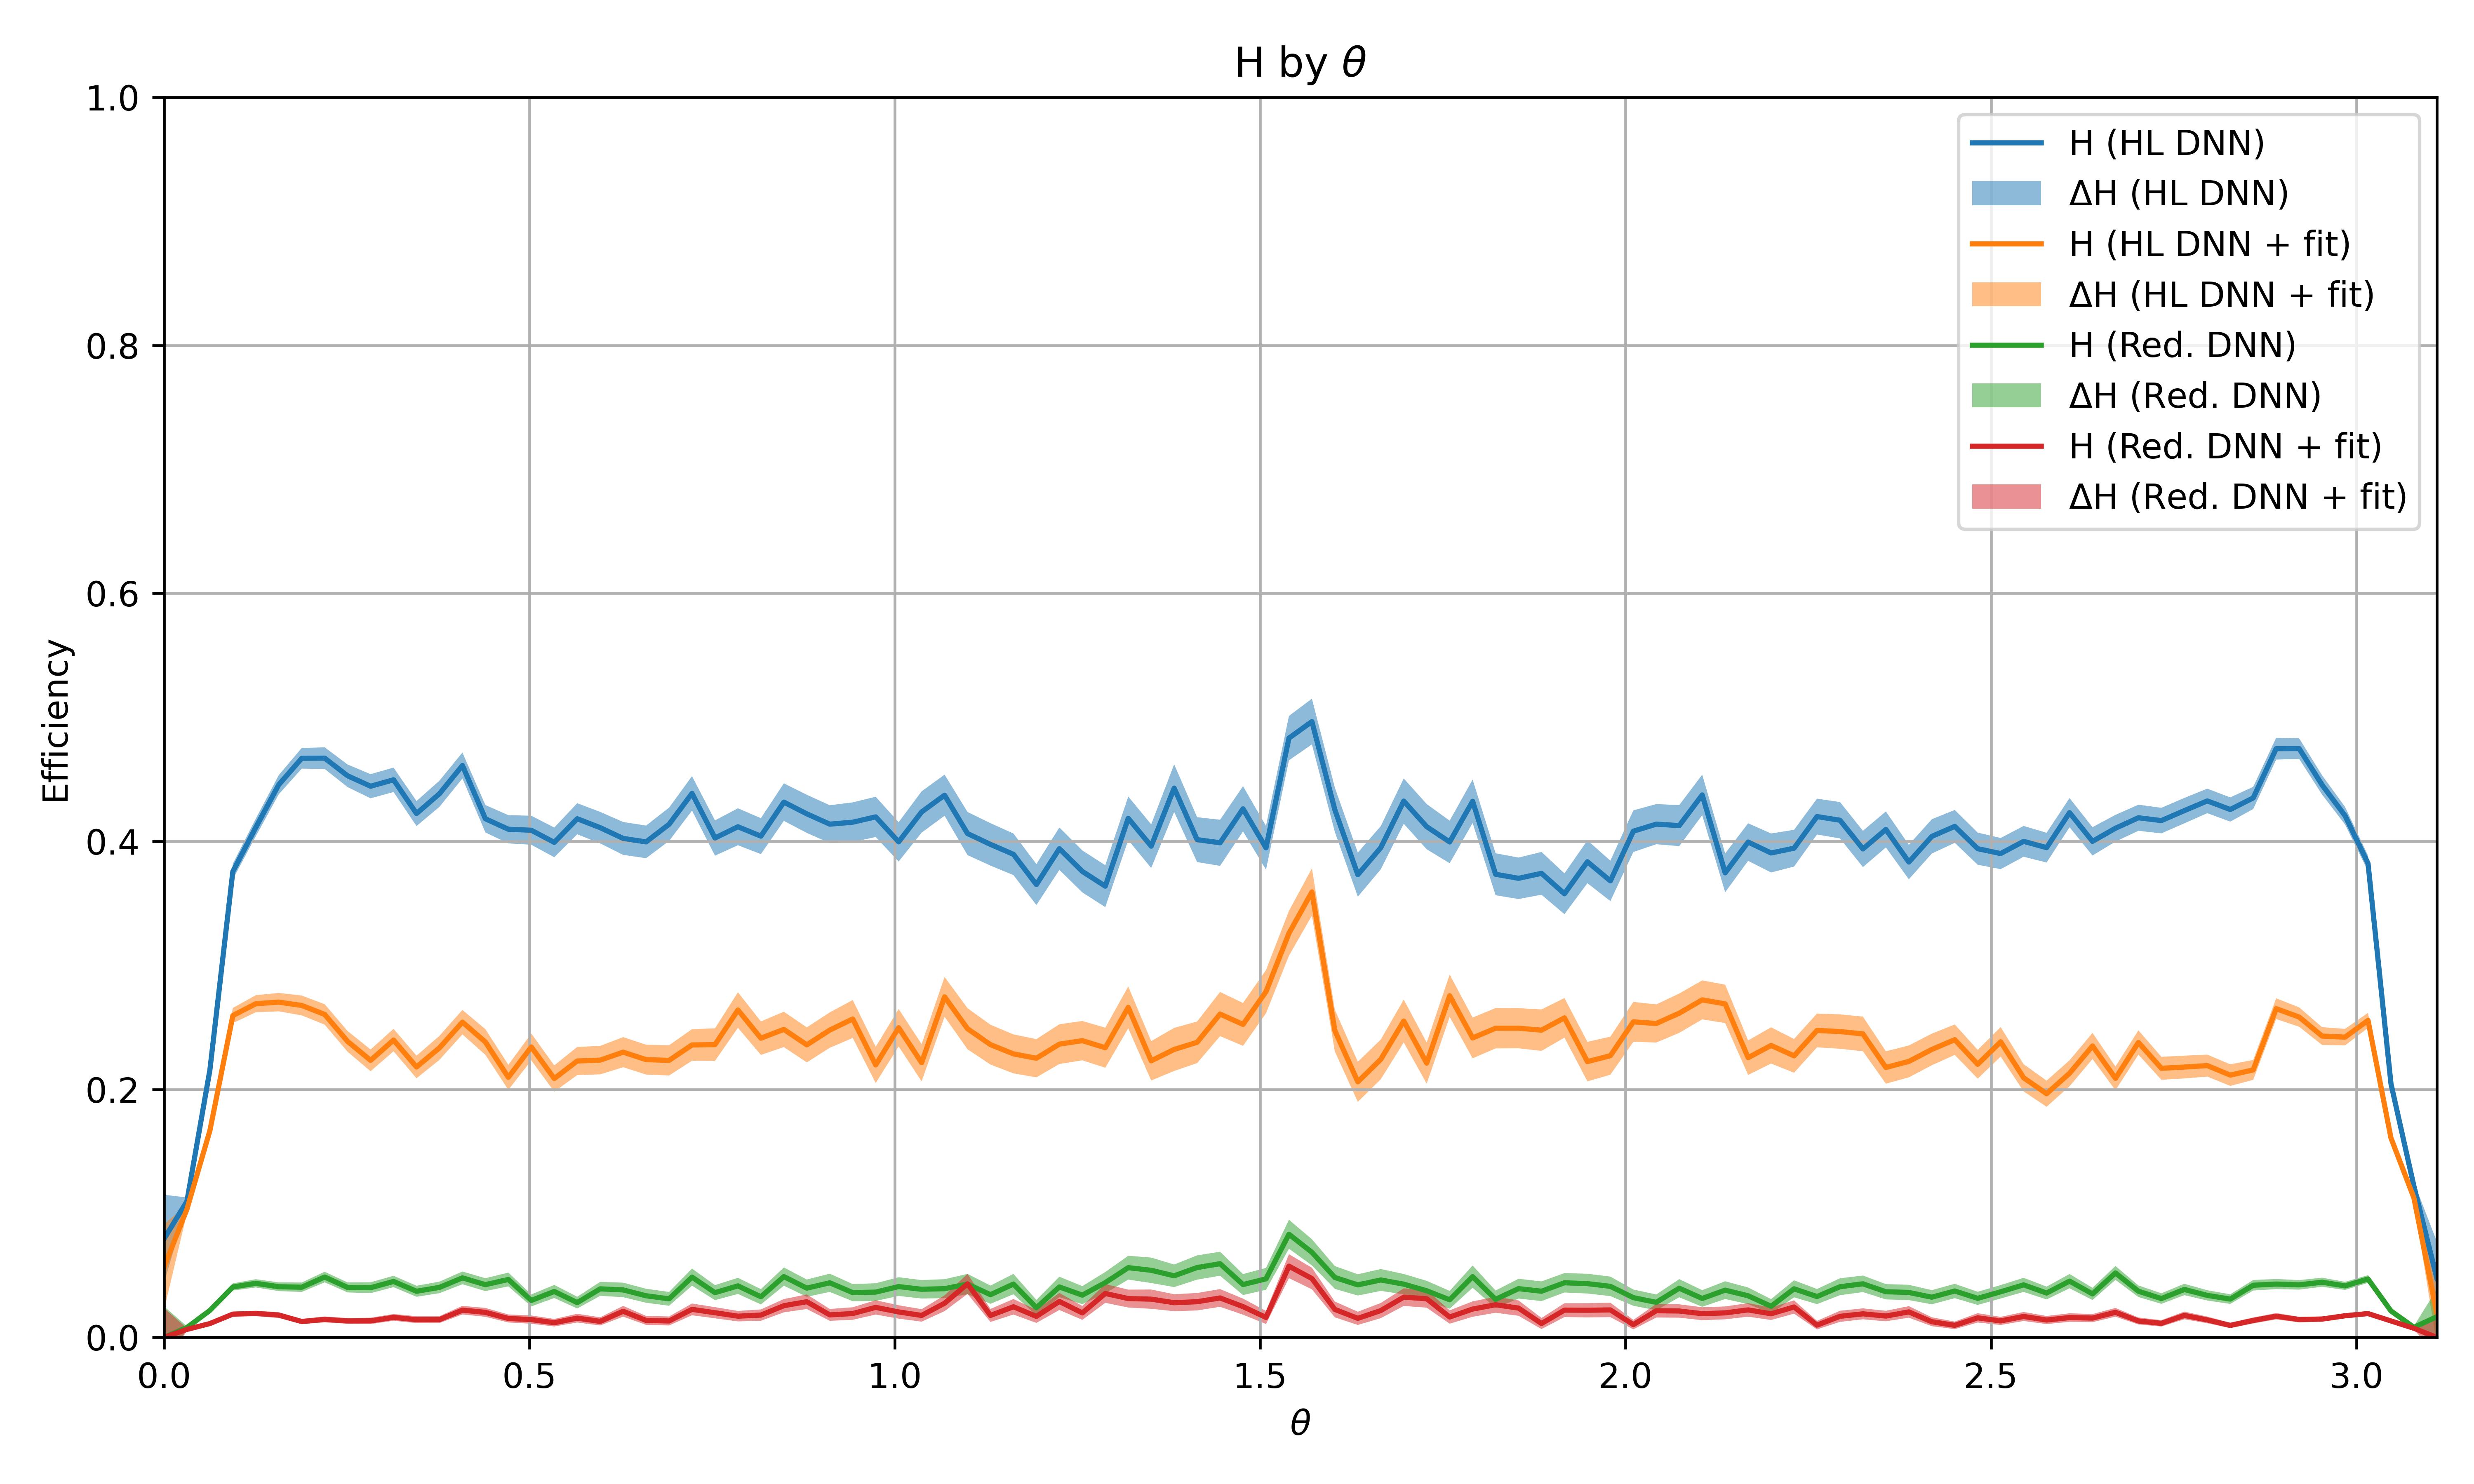 H by θ
1.0
0.8
0.6
0.4
0.2
0.0
Efficiency
H (HL DNN)
ΔH (HL DNN)
H (HL DNN + fit)
ΔH (HL DNN + fit)
H (Red. DNN)
ΔH (Red. DNN)
H (Red. DNN + fit)
ΔH (Red. DNN + fit)
0.0 0.5 1.0 1.5 2.0 2.5 3.0
θ